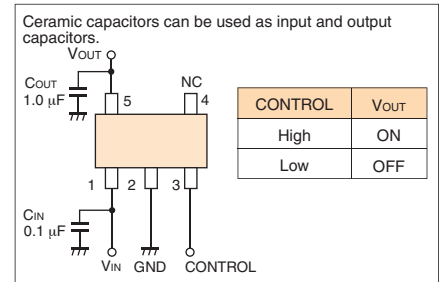 Ceramic capacitors can be used as input and output
capacitors.
VOUT
COUT
1.0 µF
5
NC
4
1
2
3
CIN
0.1 µF
VIN
GND
CONTROL
CONTROL VOUT
High ON
Low OFF